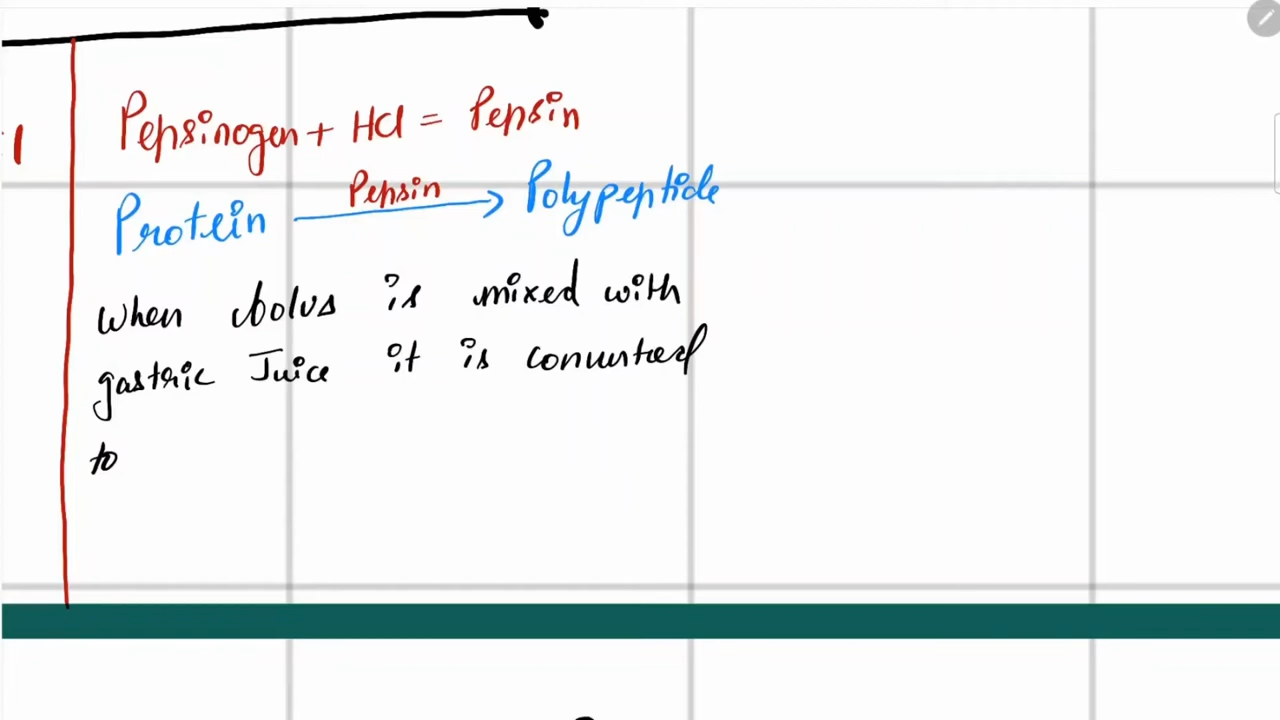 Pepsinogen + HCl = Pepsin
Pepsin
Protein → Polypeptide
When bolus is mixed with
gastric Juice it is converted
to